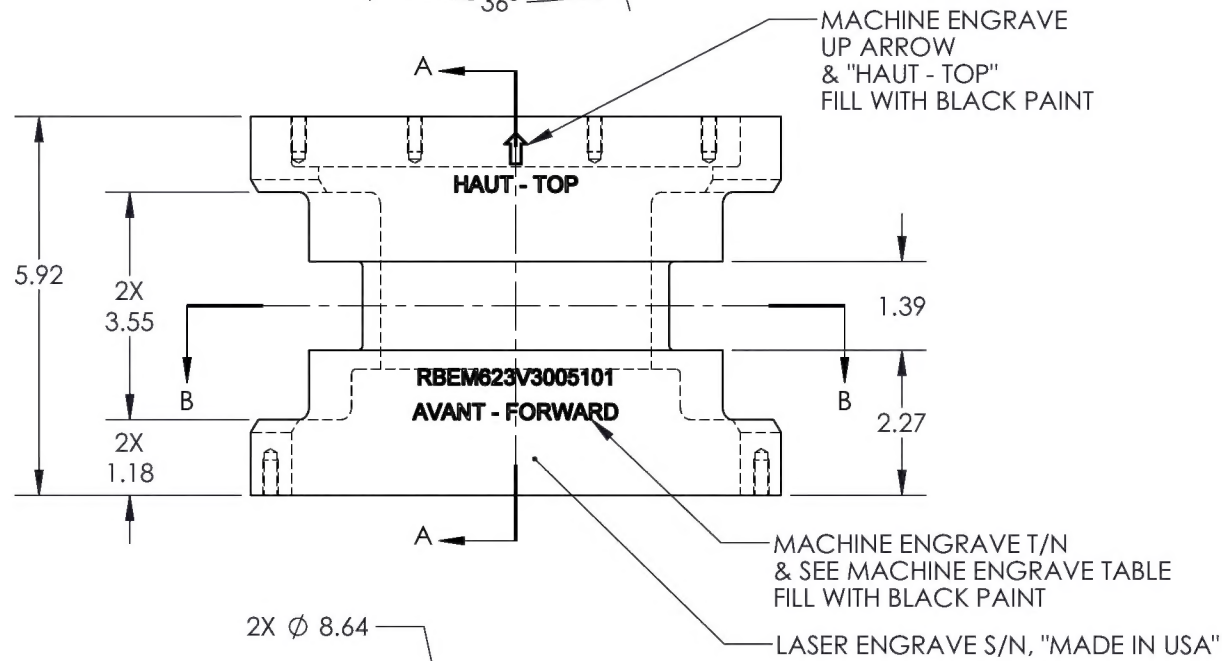 36°
MACHINE ENGRAVE
UP ARROW
& "HAUT - TOP"
FILL WITH BLACK PAINT
A
HAUT - TOP
5.92
2X
3.55
1.39
B
B
RBEM623V3005101
AVANT - FORWARD
2.27
2X
1.18
A
MACHINE ENGRAVE T/N
& SEE MACHINE ENGRAVE TABLE
FILL WITH BLACK PAINT
2X ∅ 8.64
LASER ENGRAVE S/N, "MADE IN USA"